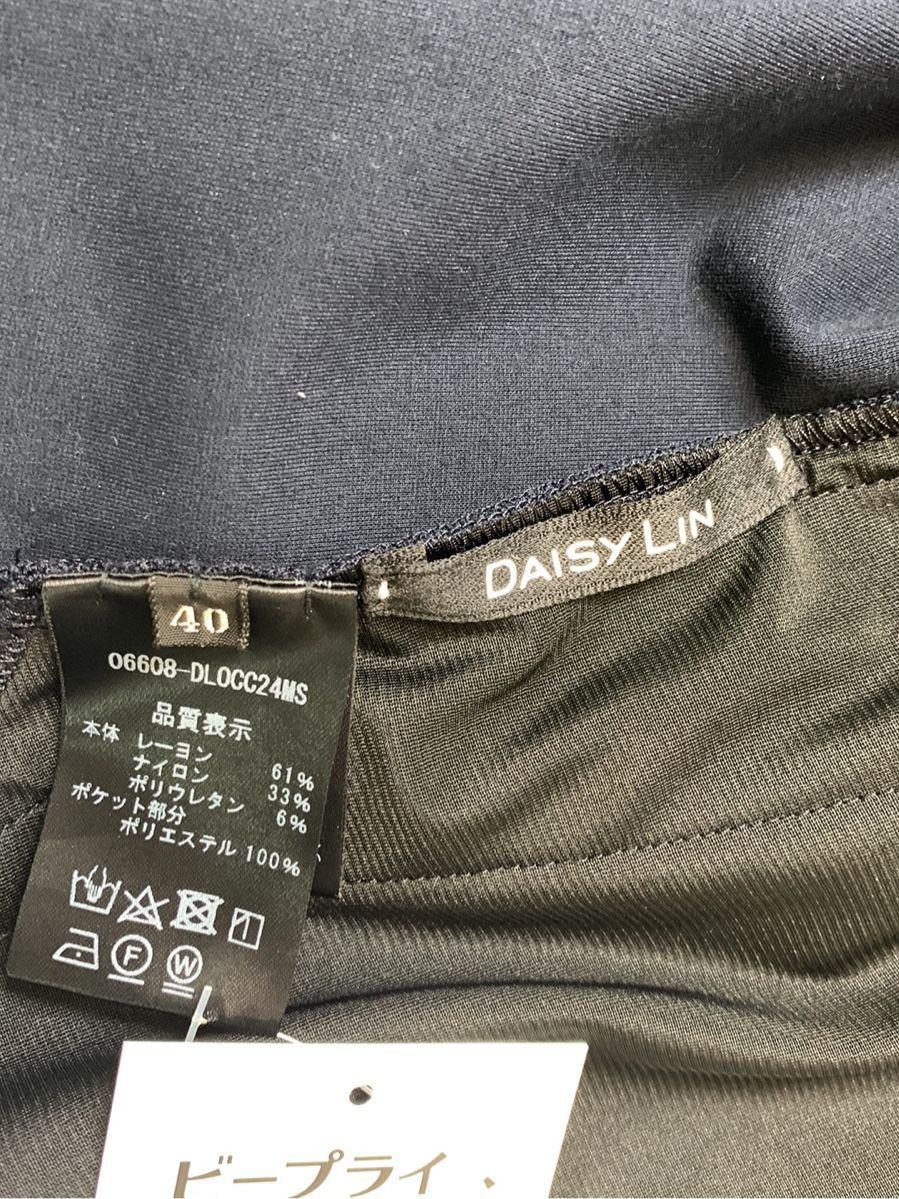 DAISY LIN
40
06608-DLOCC24MS
品質表示
本体 レーヨン 61%
ナイロン 33%
ポリウレタン 6%
ポケット部分
ポリエステル 100%
F
W
ビープライ